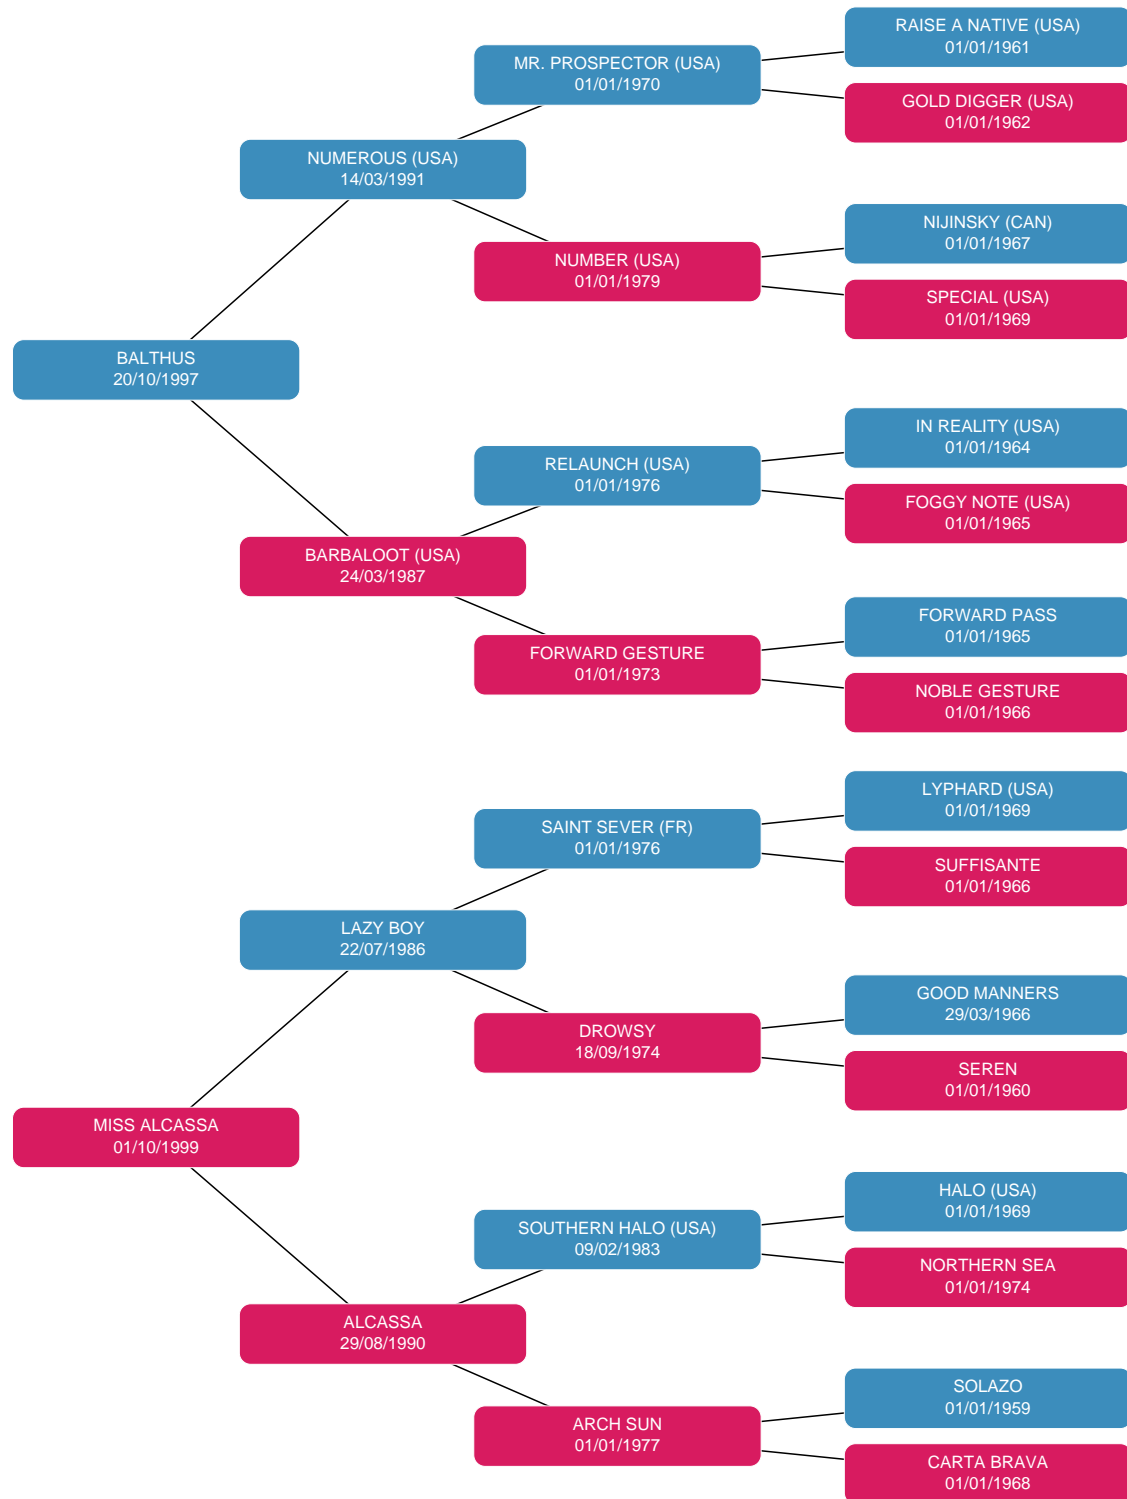 RAISE A NATIVE (USA)
01/01/1961
MR. PROSPECTOR (USA)
01/01/1970
GOLD DIGGER (USA)
01/01/1962
NUMEROUS (USA)
14/03/1991
NIJINSKY (CAN)
01/01/1967
NUMBER (USA)
01/01/1979
SPECIAL (USA)
01/01/1969
BALTHUS
20/10/1997
IN REALITY (USA)
01/01/1964
RELAUNCH (USA)
01/01/1976
FOGGY NOTE (USA)
01/01/1965
BARBALOOT (USA)
24/03/1987
FORWARD PASS
01/01/1965
FORWARD GESTURE
01/01/1973
NOBLE GESTURE
01/01/1966
LYPHARD (USA)
01/01/1969
SAINT SEVER (FR)
01/01/1976
SUFFISANTE
01/01/1966
LAZY BOY
22/07/1986
GOOD MANNERS
29/03/1966
DROWSY
18/09/1974
SEREN
01/01/1960
MISS ALCASSA
01/10/1999
HALO (USA)
01/01/1969
SOUTHERN HALO (USA)
09/02/1983
NORTHERN SEA
01/01/1974
ALCASSA
29/08/1990
SOLAZO
01/01/1959
ARCH SUN
01/01/1977
CARTA BRAVA
01/01/1968